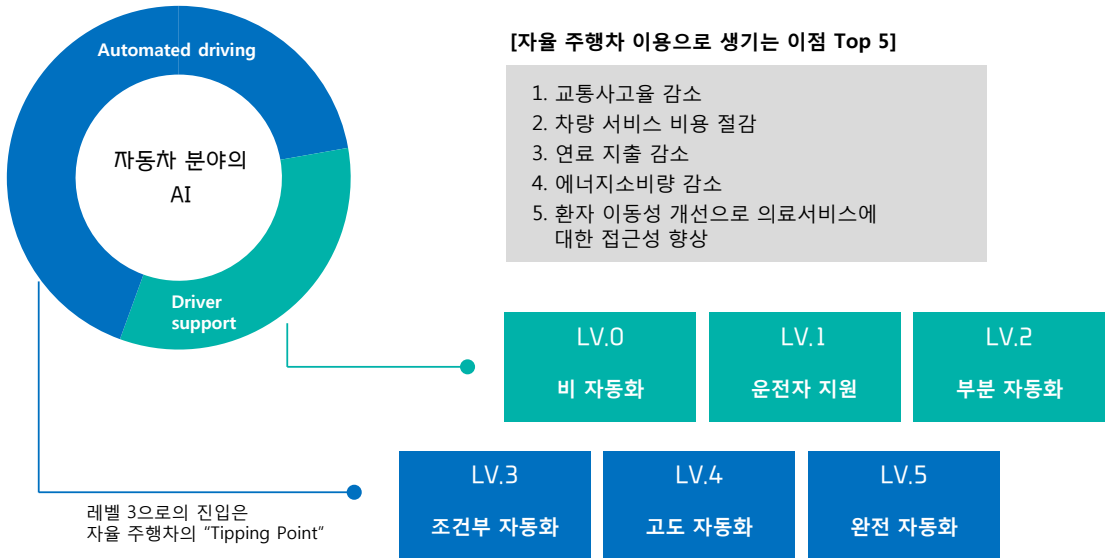 Automated driving
자동차 분야의
AI
Driver
support
[자율 주행차 이용으로 생기는 이점 Top 5]
1. 교통사고율 감소
2. 차량 서비스 비용 절감
3. 연료 지출 감소
4. 에너지소비량 감소
5. 환자 이동성 개선으로 의료서비스에
대한 접근성 향상
LV.0
비 자동화
LV.1
운전자 지원
LV.2
부분 자동화
LV.3
조건부 자동화
LV.4
고도 자동화
LV.5
완전 자동화
레벨 3으로의 진입은
자율 주행차의 “Tipping Point”